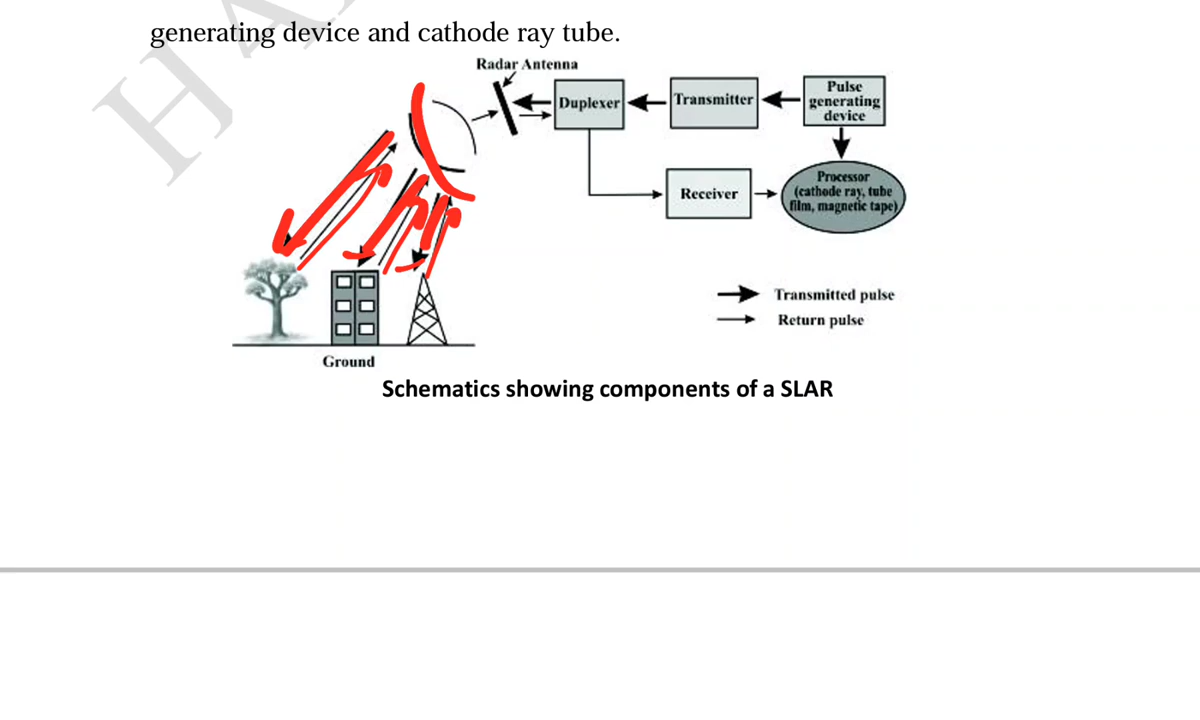 generating device and cathode ray tube.
Radar Antenna
Duplexer
Transmitter
Pulse
generating
device
Receiver
Processor
(cathode ray, tube
film, magnetic tape)
Transmitted pulse
Return pulse
Ground
Schematics showing components of a SLAR